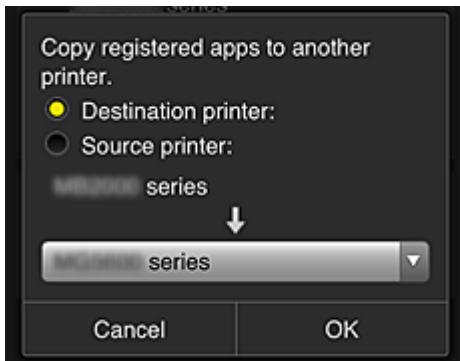 Copy registered apps to another
printer.
Destination printer:
Source printer:
series
series
Cancel
OK